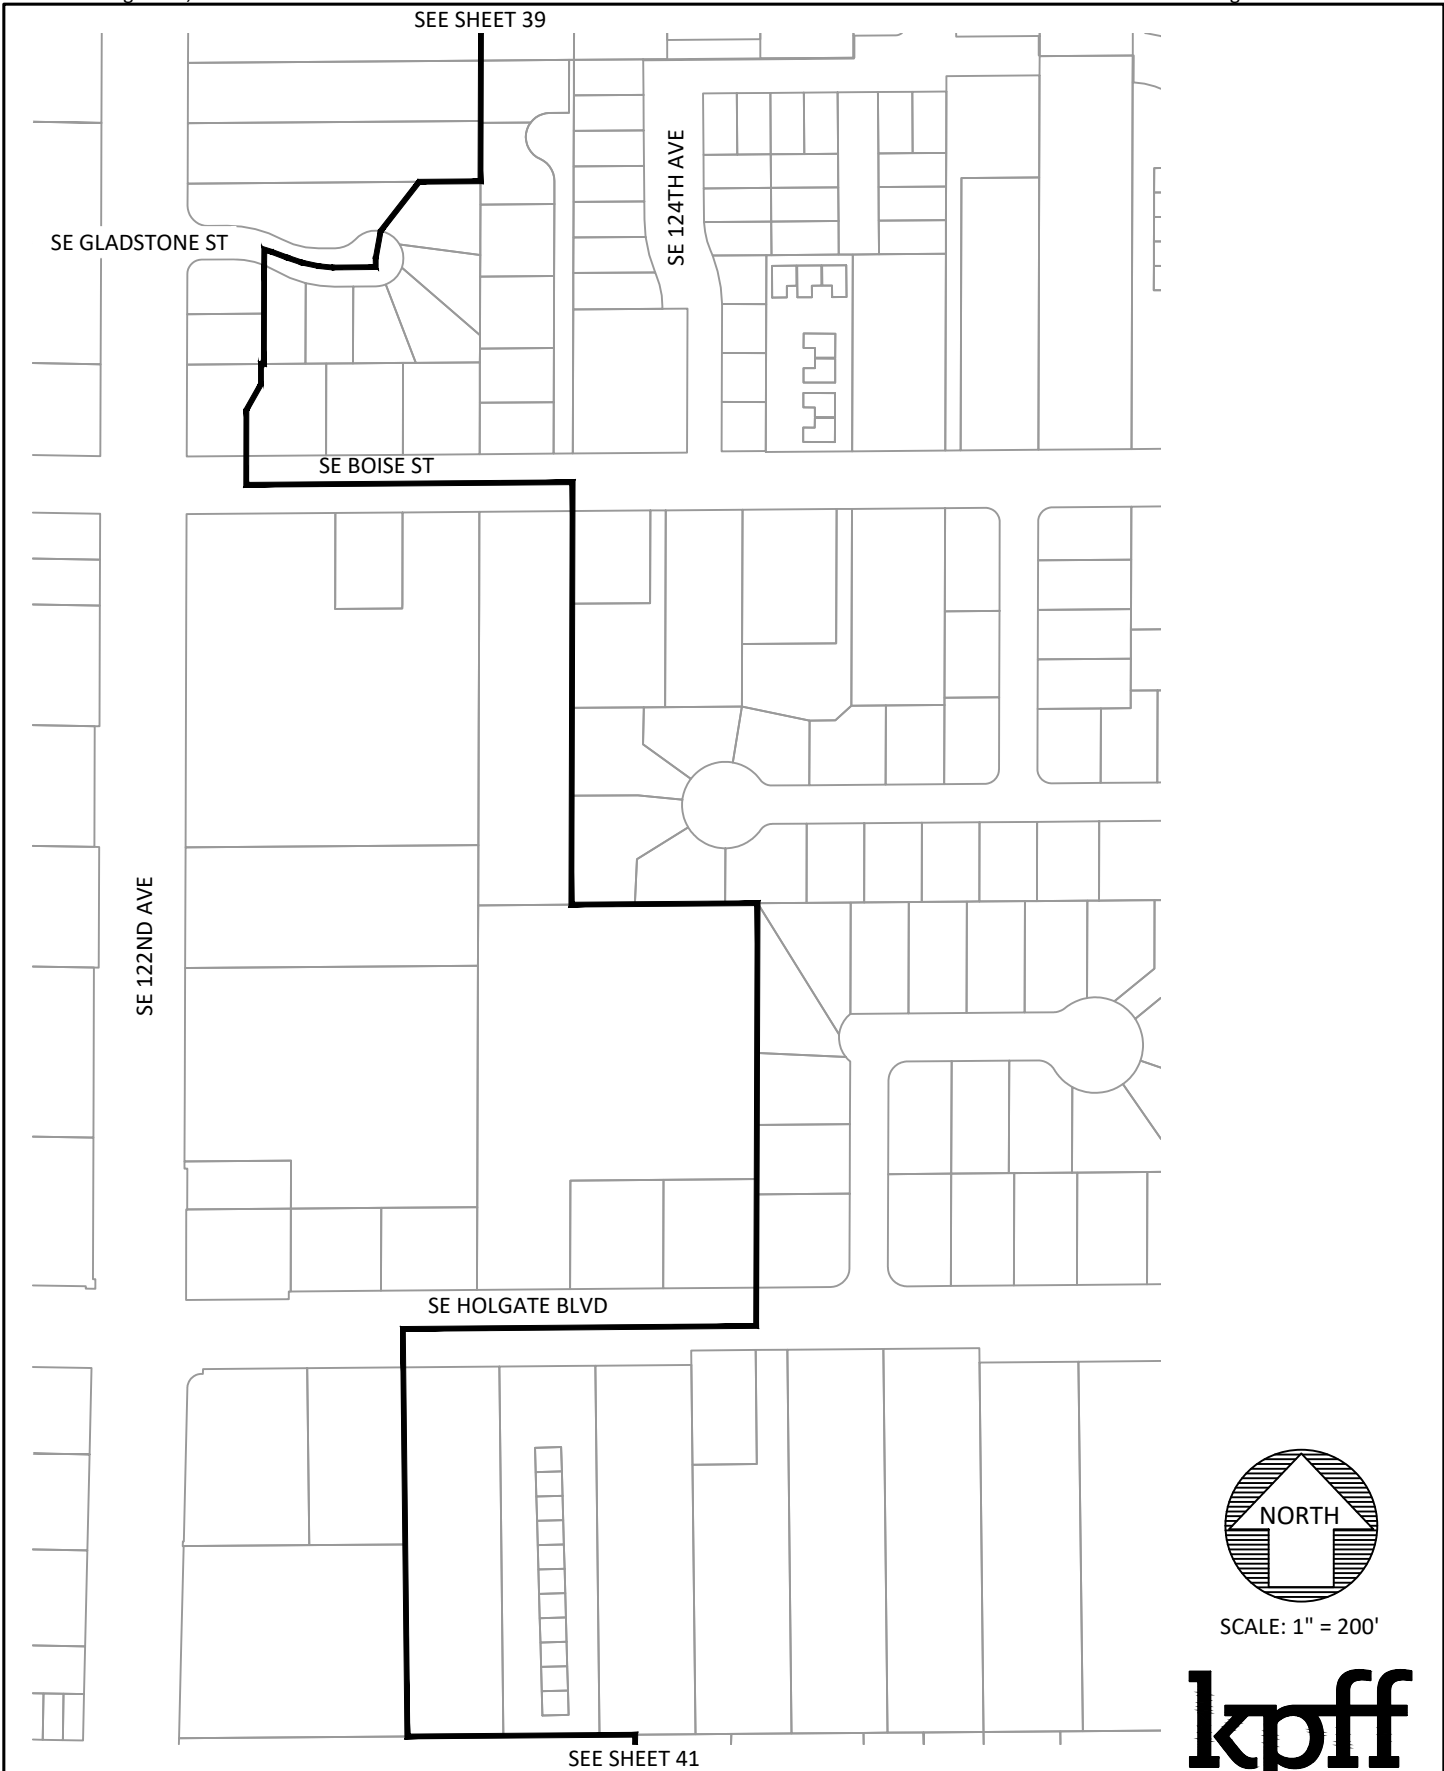 SEE SHEET 39
SE 124TH AVE
SE GLADSTONE ST
SE BOISE ST
SE 122ND AVE
SE HOLGATE BLVD
NORTH
SCALE: 1" = 200'
kpff
SEE SHEET 41